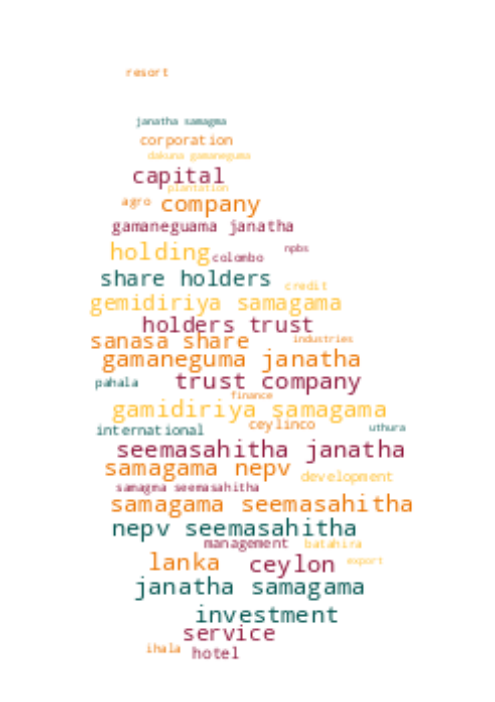 resort
janatha samagma
corporation
dakuna gamaneguma
capital
plantation
agro company
gamaneguama janatha
npbs
holding colombo
share holders
credit
gemidiriya samagama
holders trust
sanasa share industries
gamaneguma janatha
pahala trust company
finance
gamidiriya samagama
international ceylinco uthura
seemasahitha janatha
samagama nepv
development
samagma seemasahitha
samagama seemasahitha
nepv seemasahitha
management batahira
lanka ceylon export
janatha samagama
investment
service
ihala hotel